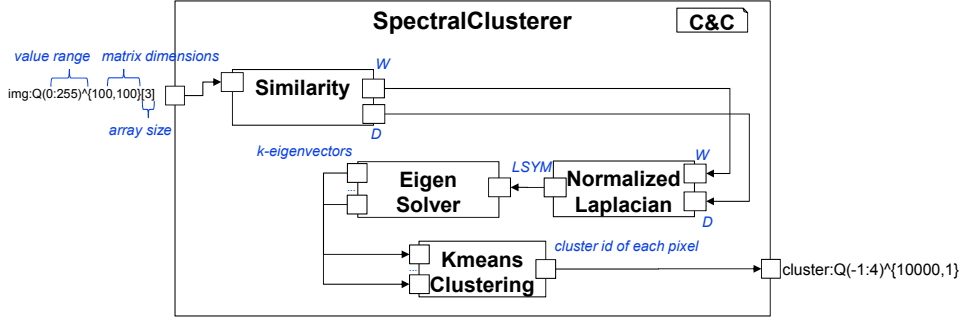 SpectralClusterer
C&C
value range
matrix dimensions
W
img:Q(0:255)^{100,100}[3]
Similarity
array size
D
k-eigenvectors
LSYM
W
...
Eigen
Solver
Normalized
Laplacian
D
cluster id of each pixel
...
Kmeans
Clustering
cluster:Q(-1:4)^{10000,1}